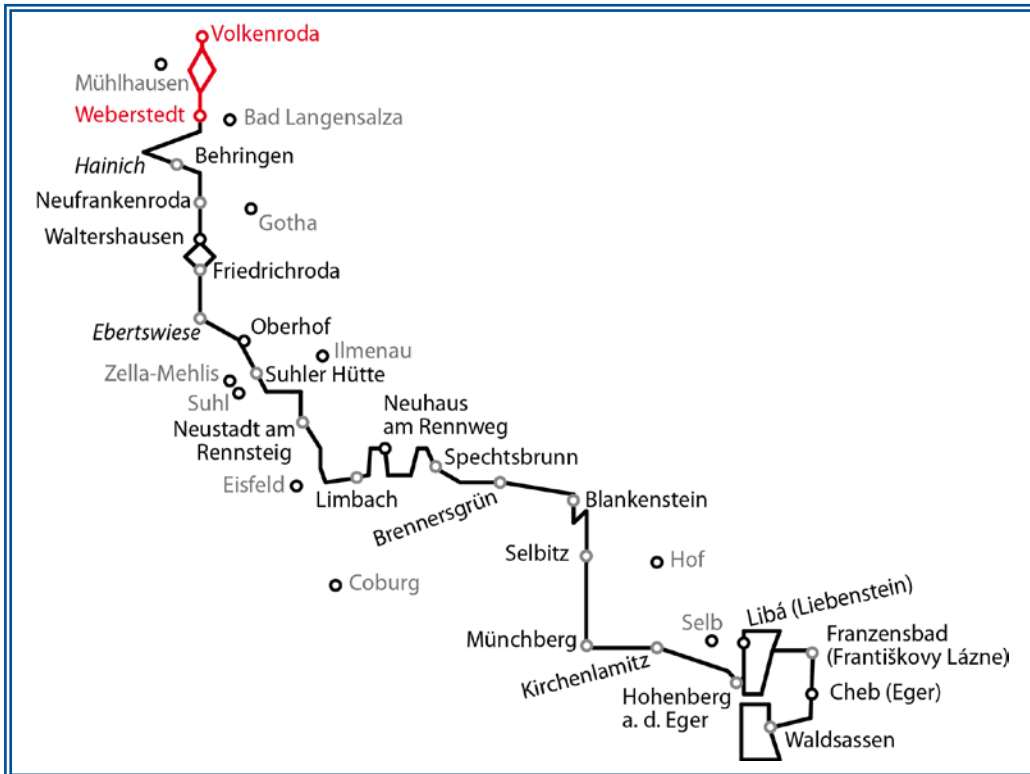 Volkenroda
Mühlhausen
Weberstedt
Bad Langensalza
Hainich
Behringen
Neufrankenroda
Gotha
Waltershausen
Friedrichroda
Ebertswiese
Oberhof
Ilmenau
Zella-Mehlis
Suhler Hütte
Suhl
Neuhaus
am Rennweg
Neustadt am
Rennsteig
Spechtsbrunn
Eisfeld
Limbach
Brennersgrün
Blankenstein
Selbitz
Hof
Coburg
Libá (Liebenstein)
Selb
Münchberg
Franzensbad
(Františkovy Lázne)
Kirchenlamitz
Hohenberg
a. d. Eger
Cheb (Eger)
Waldsassen